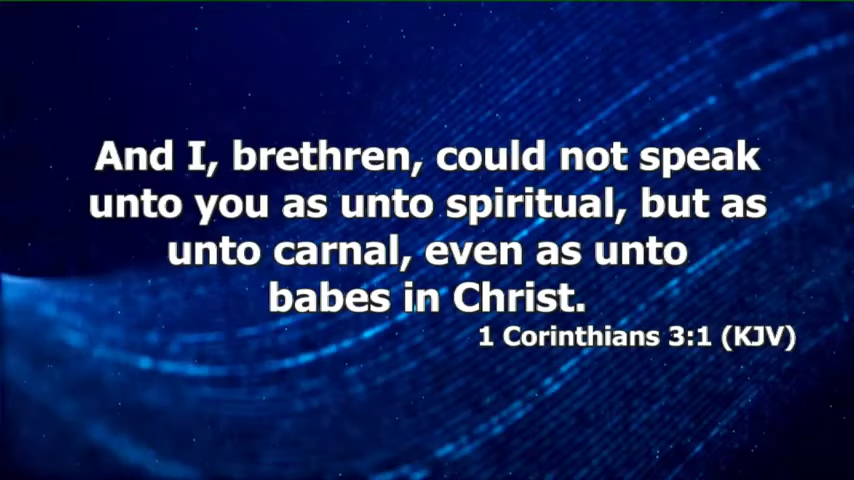 And I, brethren, could not speak
unto you as unto spiritual, but as
unto carnal, even as unto
babes in Christ.
1 Corinthians 3:1 (KJV)